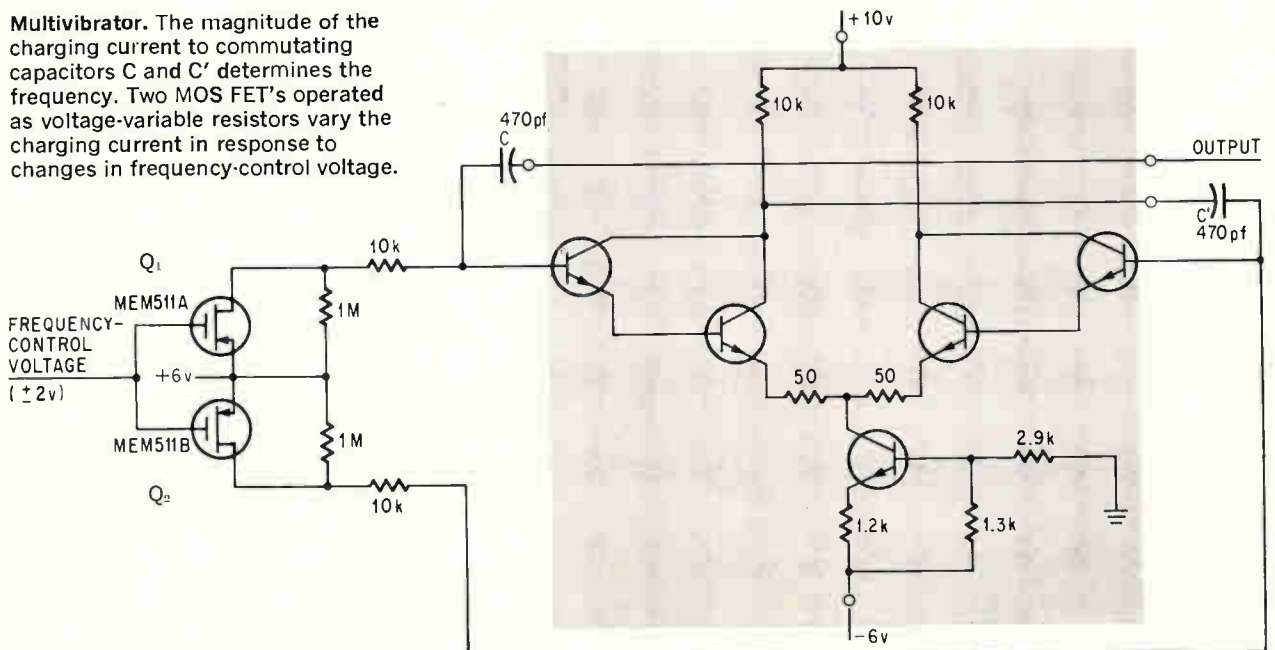 Multivibrator. The magnitude of the
charging current to commutating
capacitors C and C′ determines the
frequency. Two MOS FET's operated
as voltage-variable resistors vary the
charging current in response to
changes in frequency-control voltage.
+10v
10k
10k
470pf
C
OUTPUT
C′
470pf
10k
Q₁
MEM511A
1M
FREQUENCY-
CONTROL
VOLTAGE
(±2v)
+6v
50
50
MEM511B
1M
2.9k
Q₂
10k
1.2k
1.3k
-6v